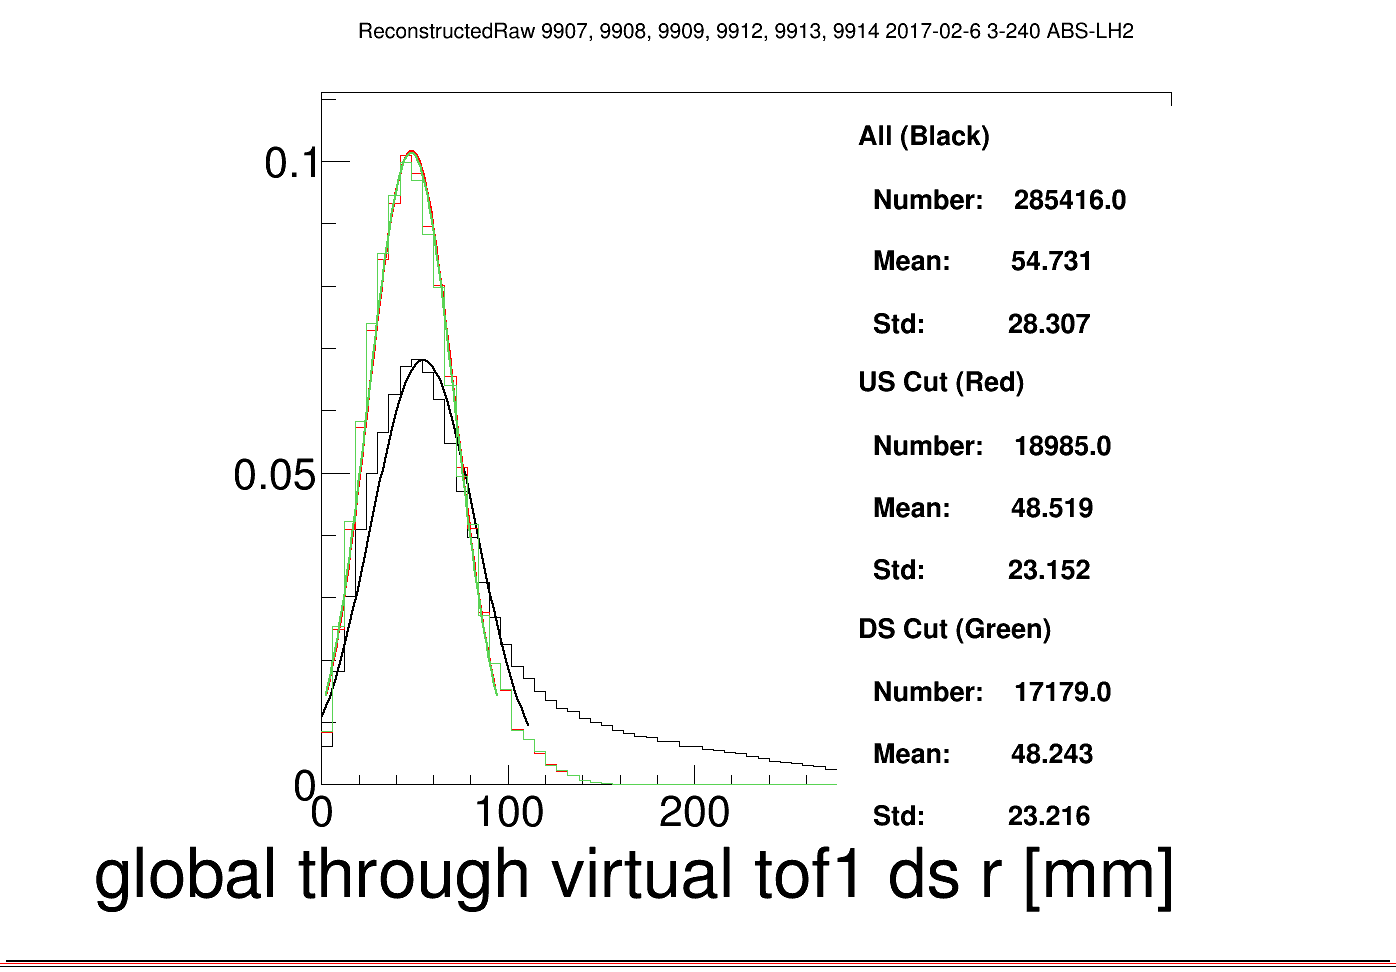 ReconstructedRaw 9907, 9908, 9909, 9912, 9913, 9914 2017-02-6 3-240 ABS-LH2
All (Black)
Number: 285416.0
Mean: 54.731
Std: 28.307
US Cut (Red)
Number: 18985.0
Mean: 48.519
Std: 23.152
DS Cut (Green)
Number: 17179.0
Mean: 48.243
Std: 23.216
0.1
0.05
0
0 100 200
global through virtual tof1 ds r [mm]